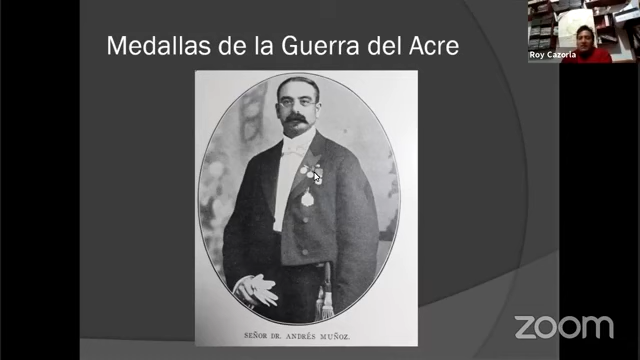 Medallas de la Guerra del Acre
Roy Cazorla
SEÑOR DR. ANDRÉS MUÑOZ.
zoom